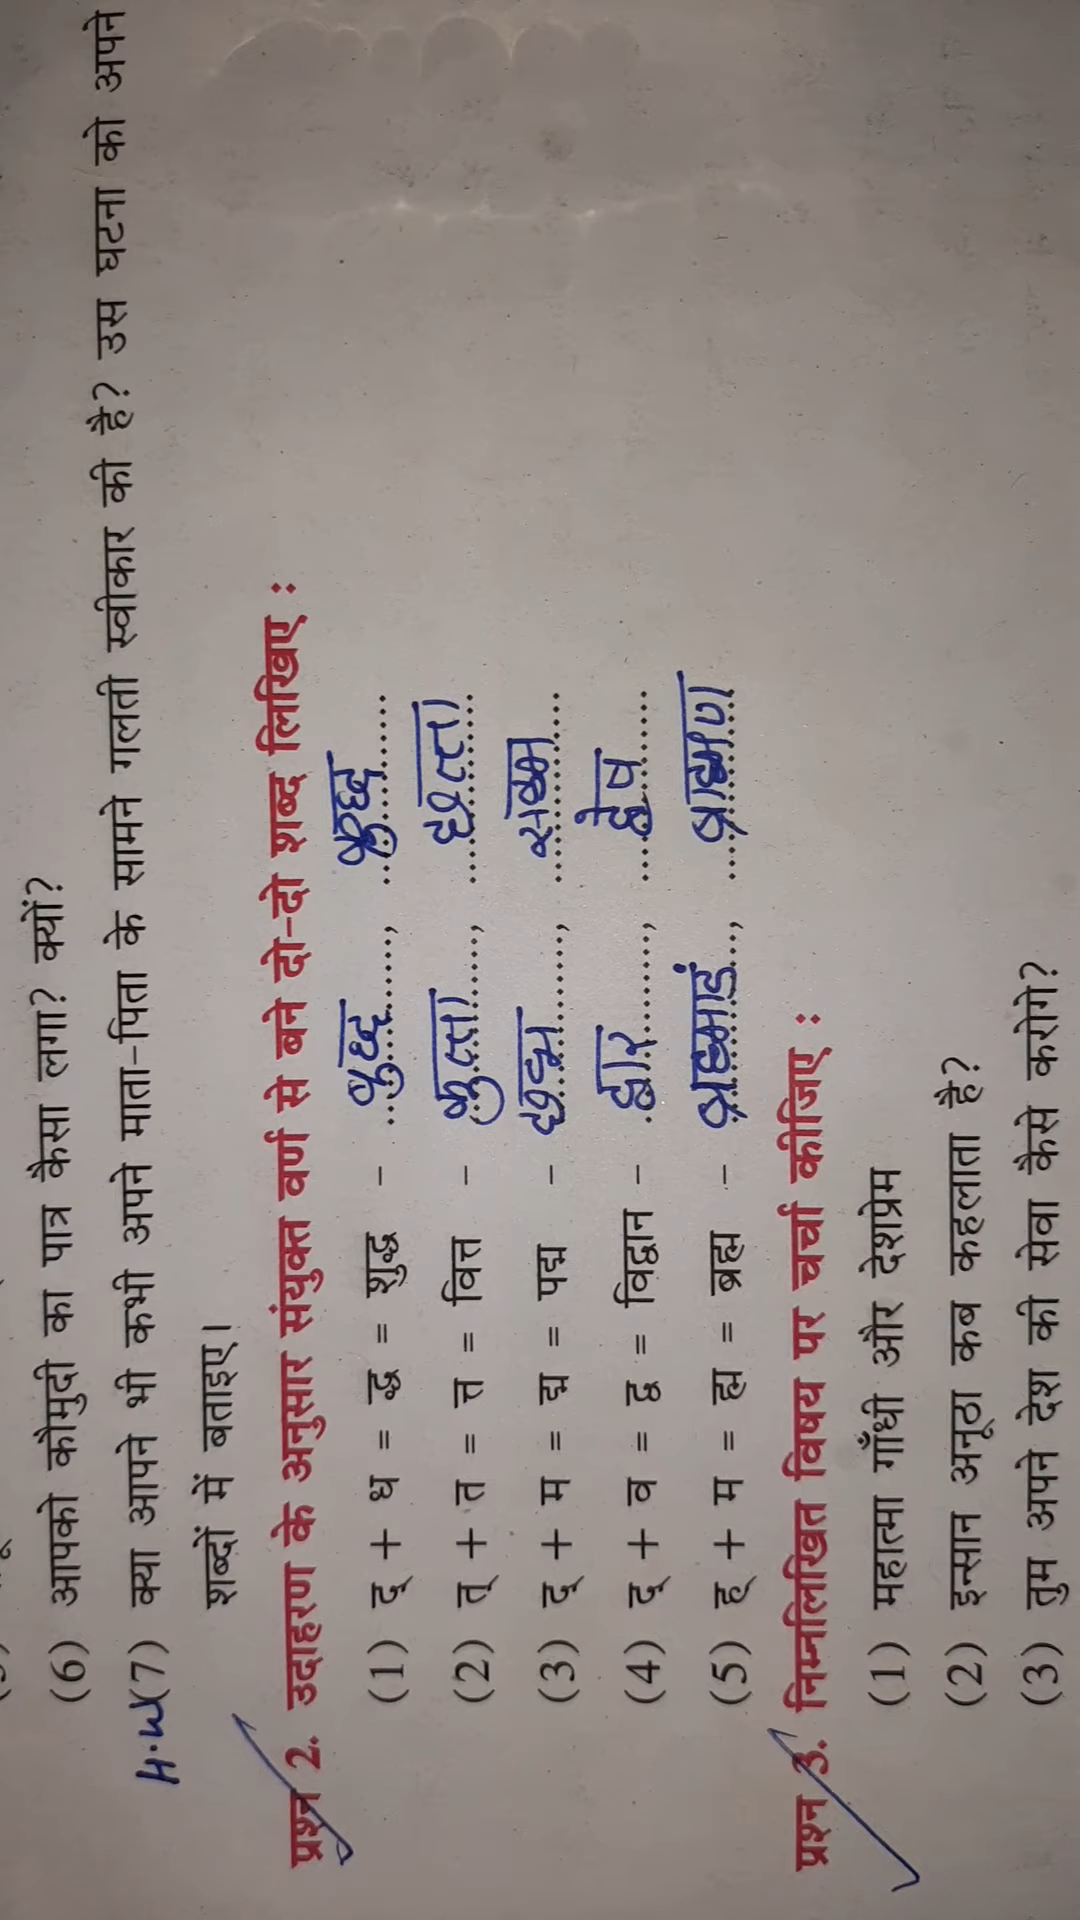 (6) आपको कौमुदी का पात्र कैसा लगा? क्यों?
H.W (7) क्या आपने भी कभी अपने माता-पिता के सामने गलती स्वीकार की है? उस घटना को अपने
शब्दों में बताइए।
प्रश्न 2. उदाहरण के अनुसार संयुक्त वर्ण से बने दो-दो शब्द लिखिए :
(1) द् + ध = द्ध = शुद्ध - ............, क्रुद्ध
(2) त् + त = त्त = वित्त - कुत्ता, छत्ता
(3) द् + म = द्म = पद्म - छद्म, ............
(4) द् + व = द्व = विद्वान - द्वार, द्वेष
(5) ह् + म = ह्म = ब्रह्म - ब्रह्माडं, ब्राह्मण
प्रश्न 3. निम्नलिखित विषय पर चर्चा कीजिए :
(1) महात्मा गाँधी और देशप्रेम
(2) इन्सान अनूठा कब कहलाता है?
(3) तुम अपने देश की सेवा कैसे करोगे?